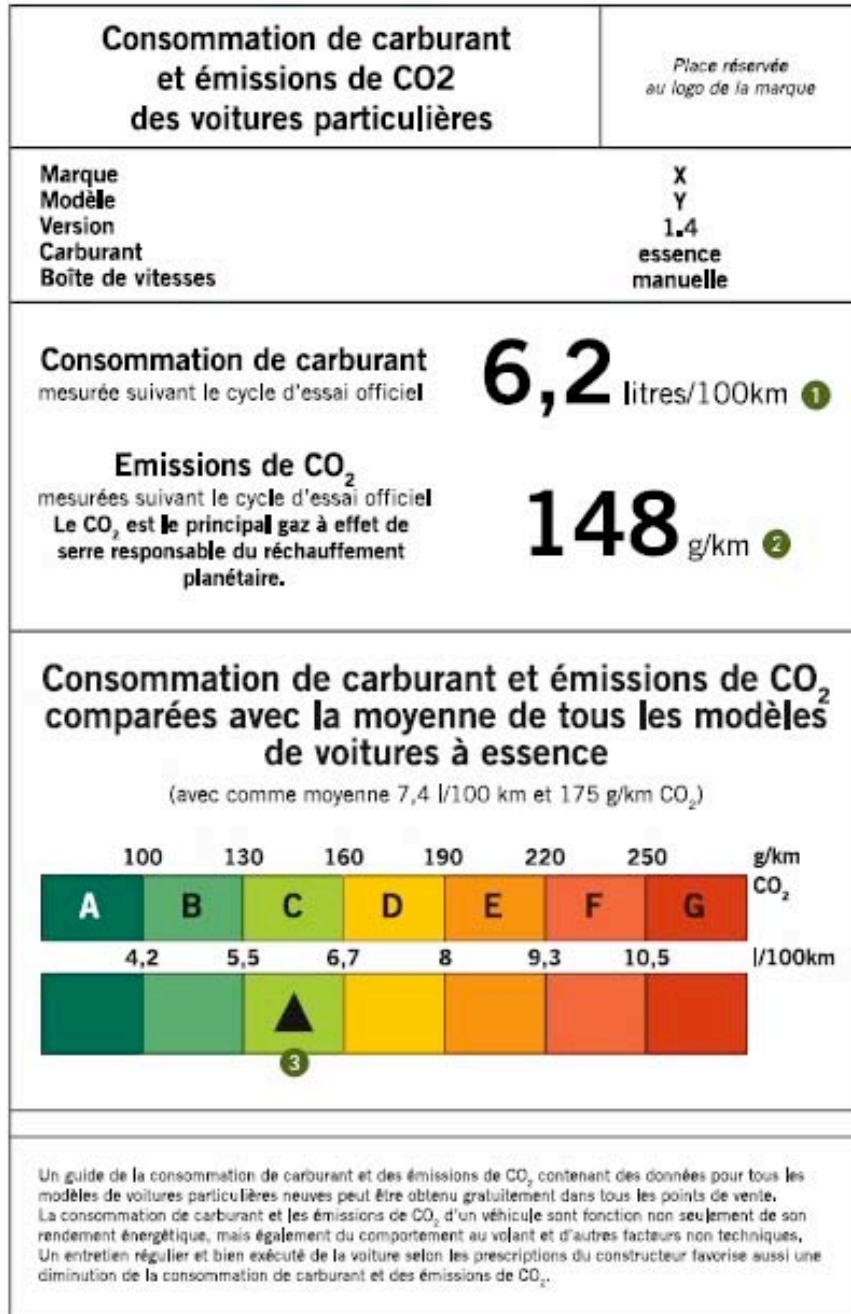 Consommation de carburant
et émissions de CO2
des voitures particulières
Place réservée
au logo de la marque
Marque X
Modèle Y
Version 1.4
Carburant essence
Boîte de vitesses manuelle
Consommation de carburant
mesurée suivant le cycle d'essai officiel
6,2 litres/100km 1
Emissions de CO₂
mesurées suivant le cycle d'essai officiel
Le CO₂ est le principal gaz à effet de
serre responsable du réchauffement
planétaire.
148 g/km 2
Consommation de carburant et émissions de CO₂
comparées avec la moyenne de tous les modèles
de voitures à essence
(avec comme moyenne 7,4 l/100 km et 175 g/km CO₂)
100 130 160 190 220 250 g/km
A B C D E F G CO₂
4,2 5,5 6,7 8 9,3 10,5 l/100km
3
Un guide de la consommation de carburant et des émissions de CO₂ contenant des données pour tous les
modèles de voitures particulières neuves peut être obtenu gratuitement dans tous les points de vente.
La consommation de carburant et les émissions de CO₂ d'un véhicule sont fonction non seulement de son
rendement énergétique, mais également du comportement au volant et d'autres facteurs non techniques.
Un entretien régulier et bien exécuté de la voiture selon les prescriptions du constructeur favorise aussi une
diminution de la consommation de carburant et des émissions de CO₂.